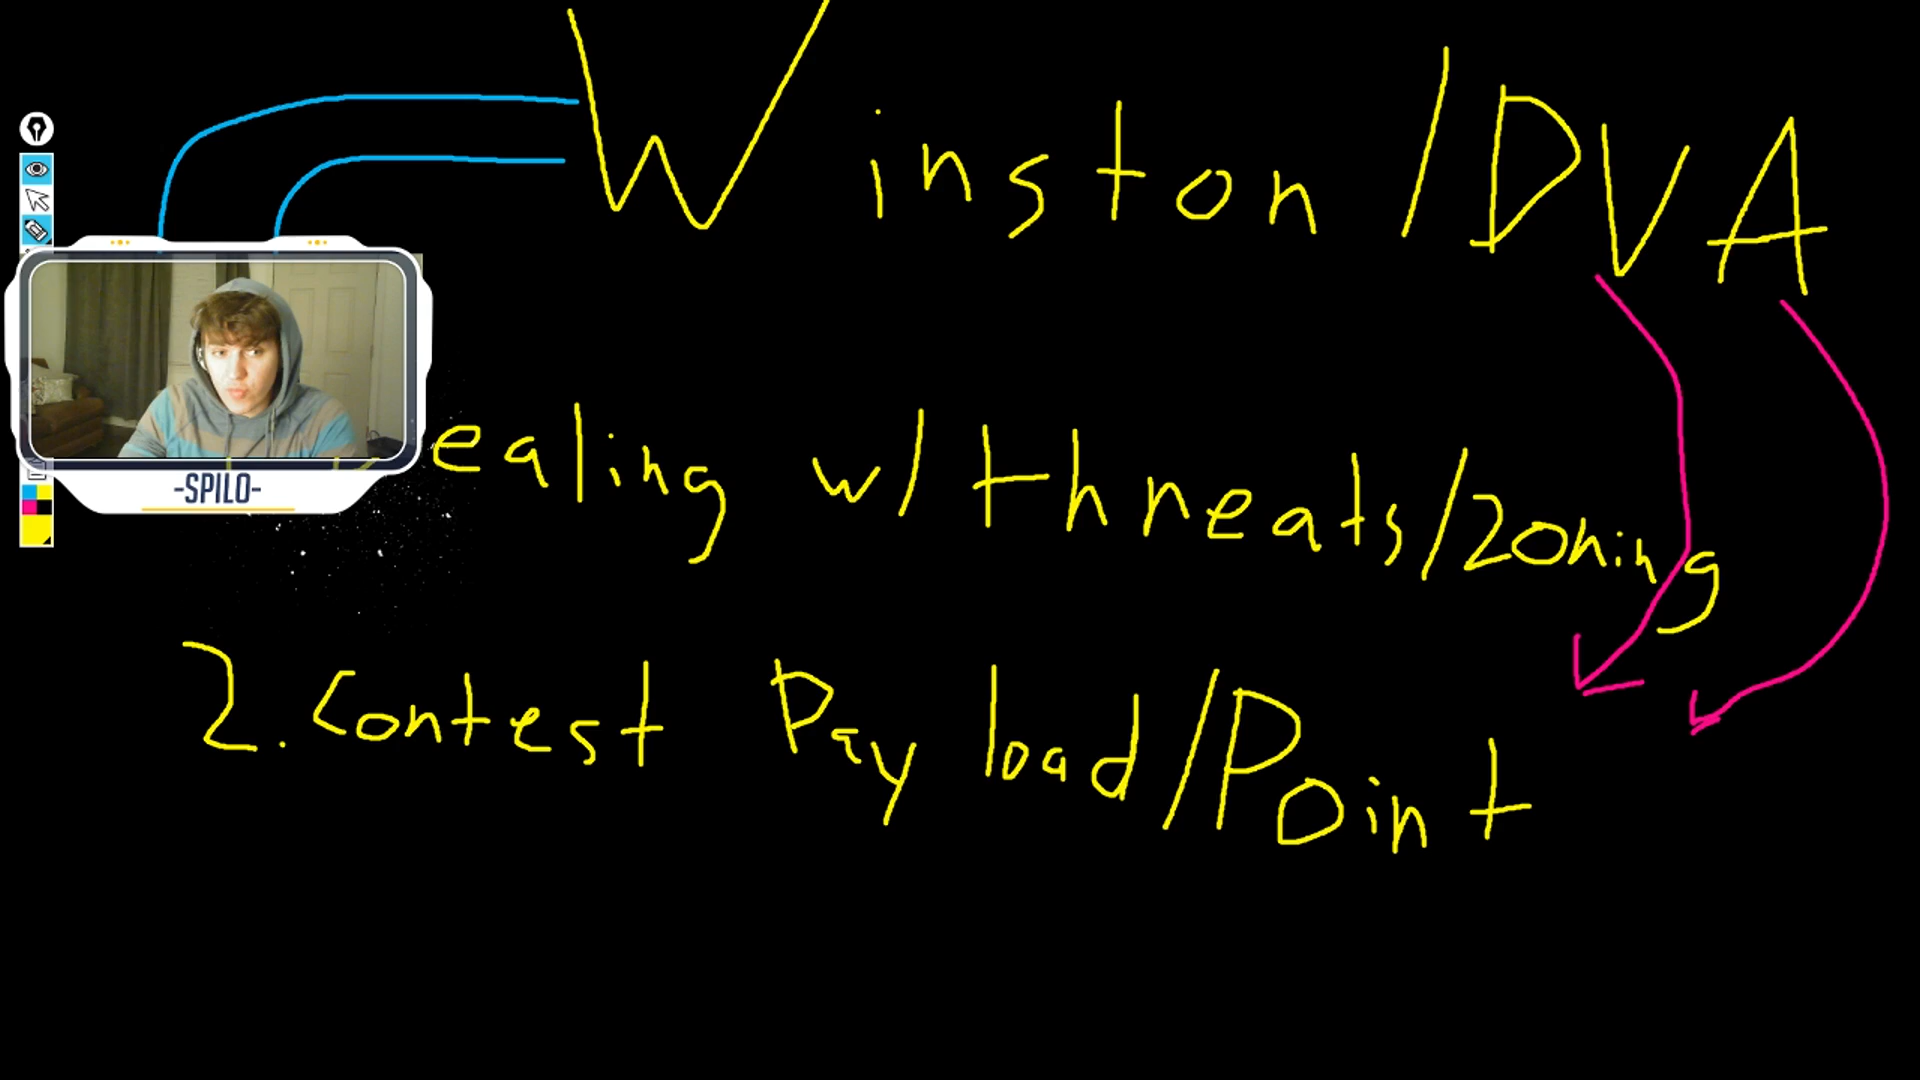 Winston/DVA
ealing w/ threats/zoning
2. Contest Payload/Point
-SPILO-